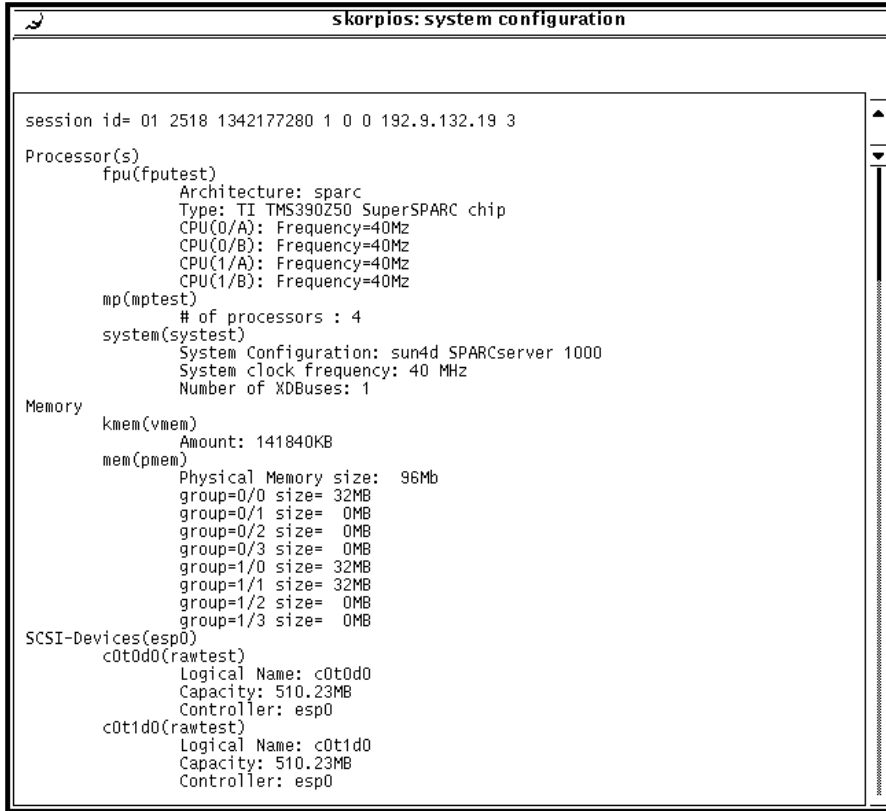 skorpios: system configuration
session id= 01 2518 1342177280 1 0 0 192.9.132.19 3
Processor(s)
fpu(fputest)
Architecture: sparc
Type: TI TMS390Z50 SuperSPARC chip
CPU(0/A): Frequency=40Mz
CPU(0/B): Frequency=40Mz
CPU(1/A): Frequency=40Mz
CPU(1/B): Frequency=40Mz
mp(mptest)
# of processors : 4
system(systest)
System Configuration: sun4d SPARCserver 1000
System clock frequency: 40 MHz
Number of XDBuses: 1
Memory
kmem(vmem)
Amount: 141840KB
mem(pmem)
Physical Memory size:  96Mb
group=0/0 size= 32MB
group=0/1 size=  0MB
group=0/2 size=  0MB
group=0/3 size=  0MB
group=1/0 size= 32MB
group=1/1 size= 32MB
group=1/2 size=  0MB
group=1/3 size=  0MB
SCSI-Devices(esp0)
c0t0d0(rawtest)
Logical Name: c0t0d0
Capacity: 510.23MB
Controller: esp0
c0t1d0(rawtest)
Logical Name: c0t1d0
Capacity: 510.23MB
Controller: esp0